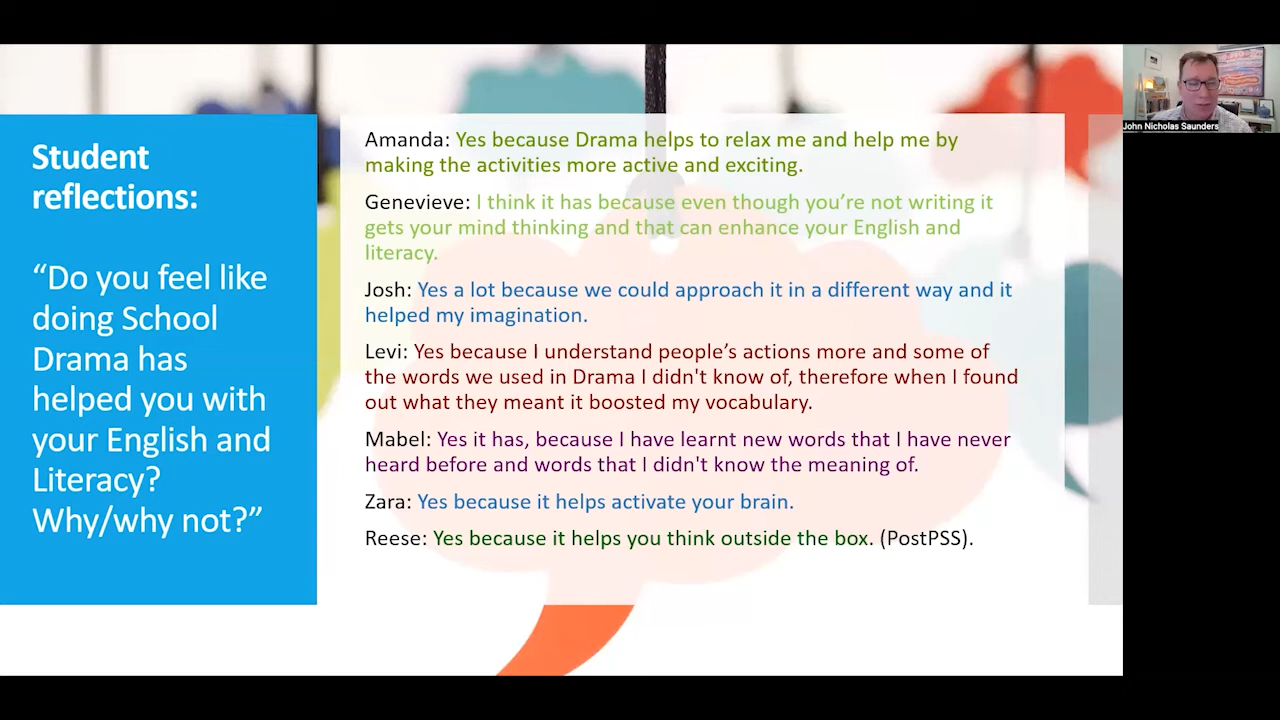 Student
reflections:
“Do you feel like
doing School
Drama has
helped you with
your English and
Literacy?
Why/why not?”
Amanda: Yes because Drama helps to relax me and help me by
making the activities more active and exciting.
Genevieve: I think it has because even though you’re not writing it
gets your mind thinking and that can enhance your English and
literacy.
Josh: Yes a lot because we could approach it in a different way and it
helped my imagination.
Levi: Yes because I understand people’s actions more and some of
the words we used in Drama I didn't know of, therefore when I found
out what they meant it boosted my vocabulary.
Mabel: Yes it has, because I have learnt new words that I have never
heard before and words that I didn't know the meaning of.
Zara: Yes because it helps activate your brain.
Reese: Yes because it helps you think outside the box. (PostPSS).
John Nicholas Saunders